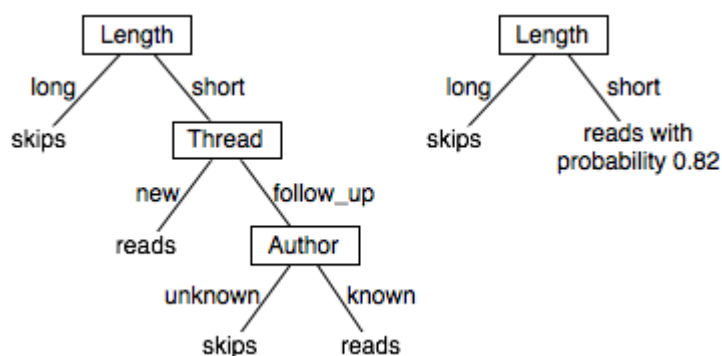 Length
long
short
skips
Thread
new
follow_up
reads
Author
unknown
known
skips
reads
Length
long
short
skips
reads with
probability 0.82